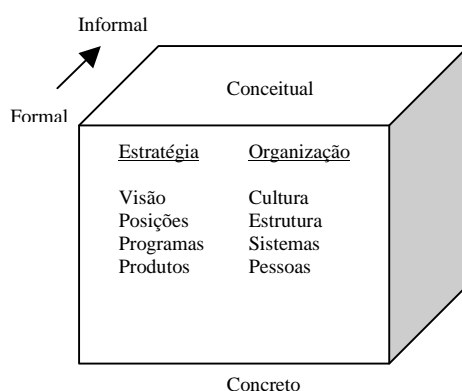 Informal
Conceitual
Formal
Estratégia Organização
Visão Cultura
Posições Estrutura
Programas Sistemas
Produtos Pessoas
Concreto